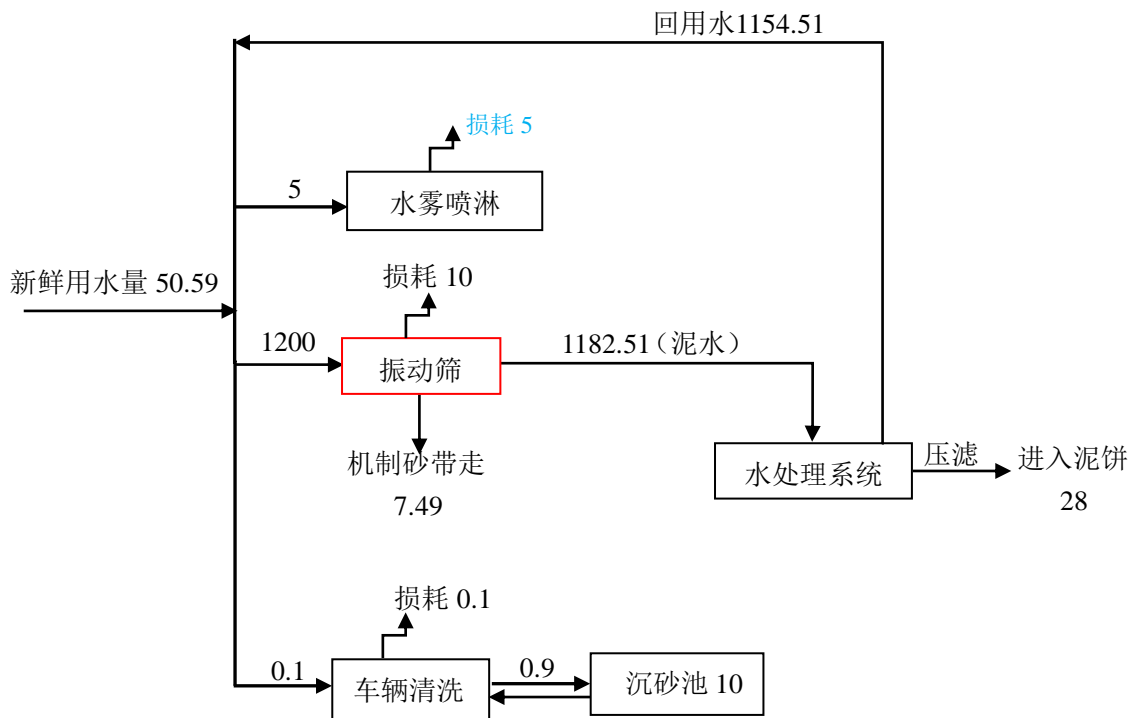 回用水1154.51
损耗 5
5
水雾喷淋
新鲜用水量 50.59
损耗 10
1200
振动筛
1182.51（泥水）
机制砂带走
7.49
水处理系统
压滤
进入泥饼
28
损耗 0.1
0.1
车辆清洗
0.9
沉砂池 10